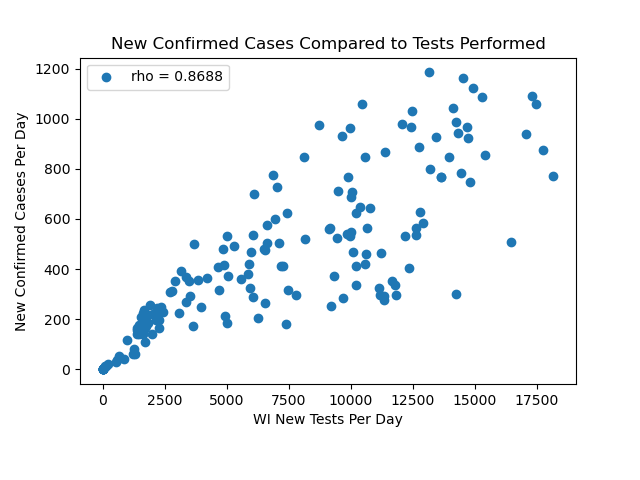 New Confirmed Cases Compared to Tests Performed
rho = 0.8688
New Confirmed Caeses Per Day
1200
1000
800
600
400
200
0
0 2500 5000 7500 10000 12500 15000 17500
WI New Tests Per Day